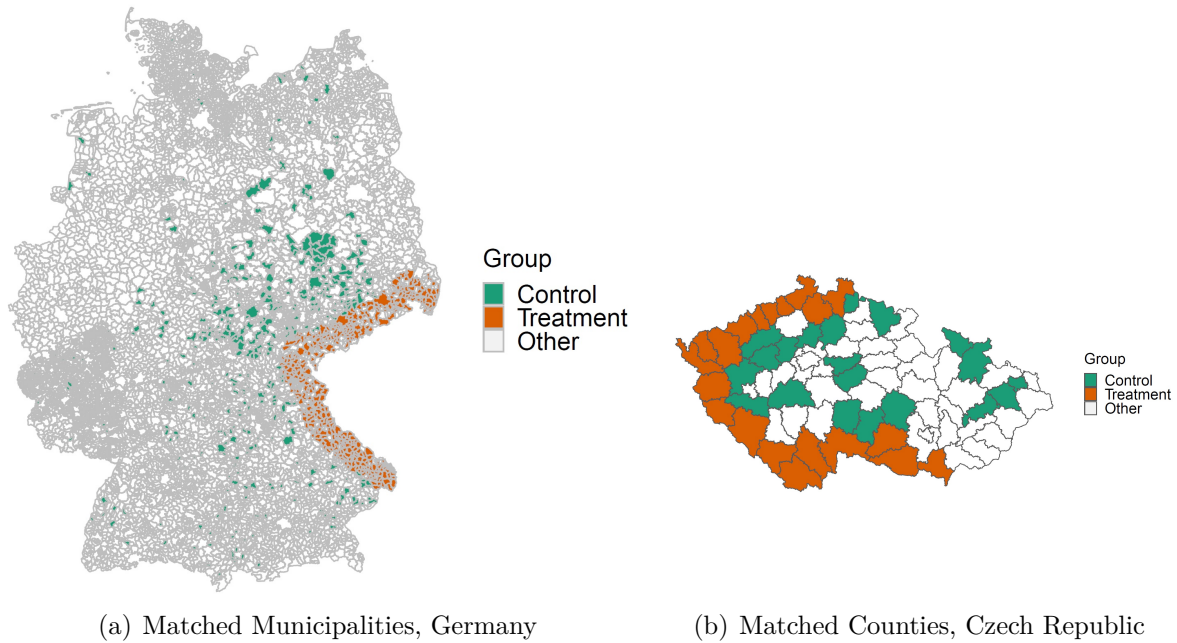 Group
Control
Treatment
Other
Group
Control
Treatment
Other
(a) Matched Municipalities, Germany
(b) Matched Counties, Czech Republic